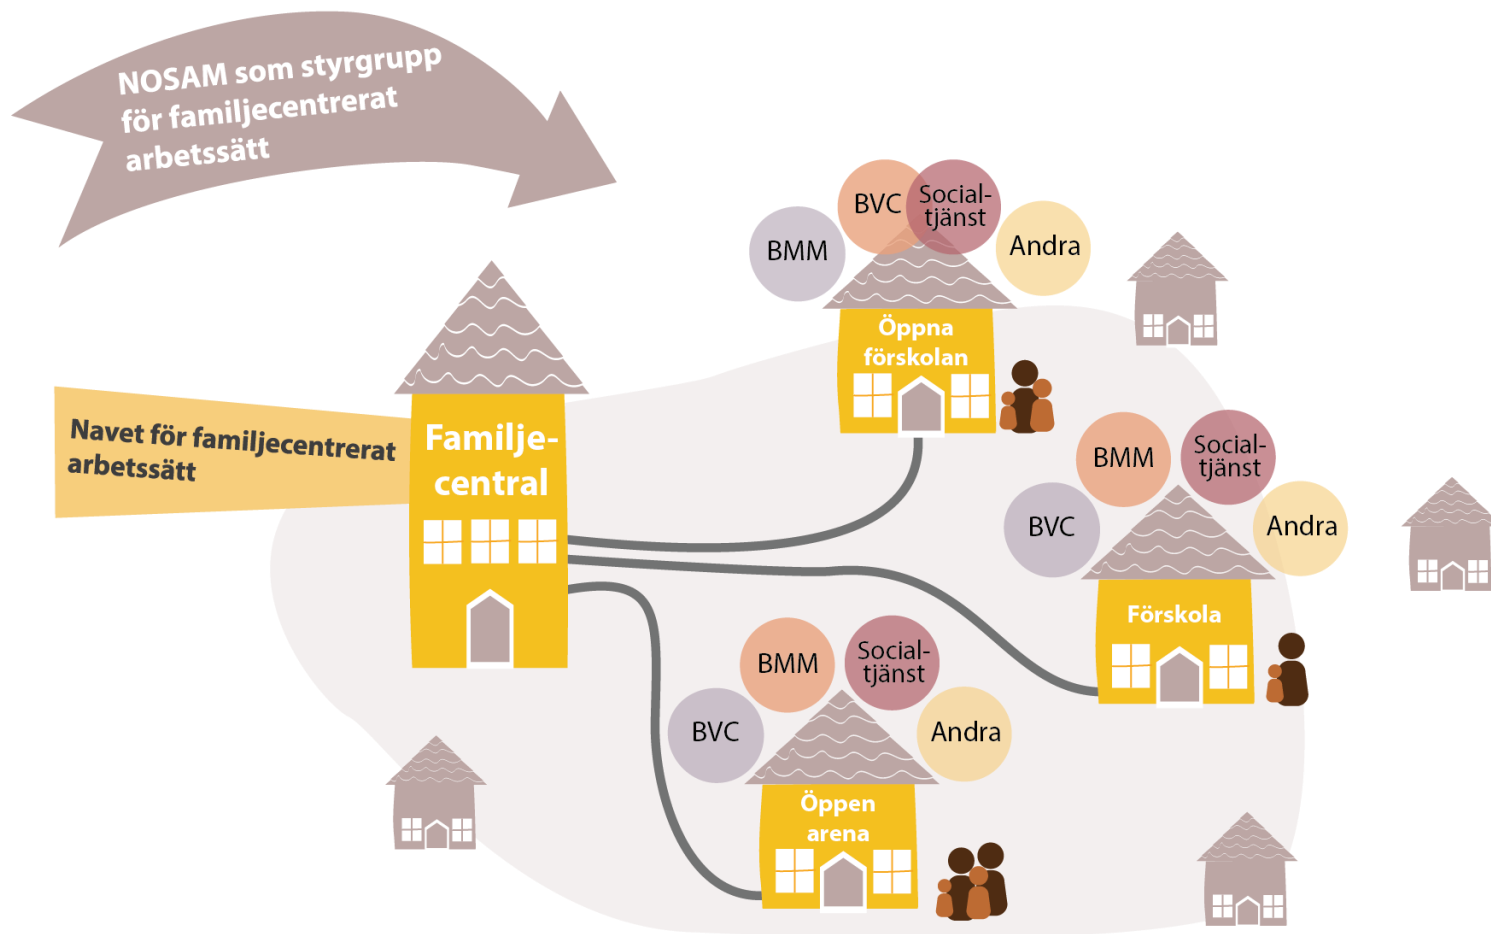 NOSAM som styrgrupp
för familjecentrerat
arbetssätt
BMM
BVC
Social-
tjänst
Andra
Öppna
förskolan
Navet för familjecentrerat
arbetssätt
Familje-
central
BVC
BMM
Social-
tjänst
Andra
Förskola
BVC
BMM
Social-
tjänst
Andra
Öppen
arena